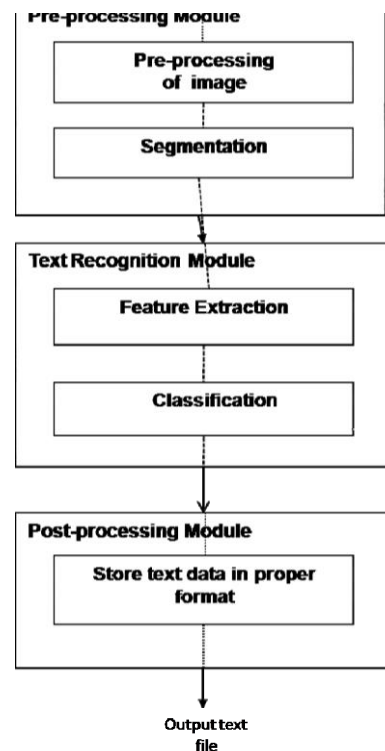 Pre-processing Module
Pre-processing
of image
Segmentation
Text Recognition Module
Feature Extraction
Classification
Post-processing Module
Store text data in proper
format
Output text
file